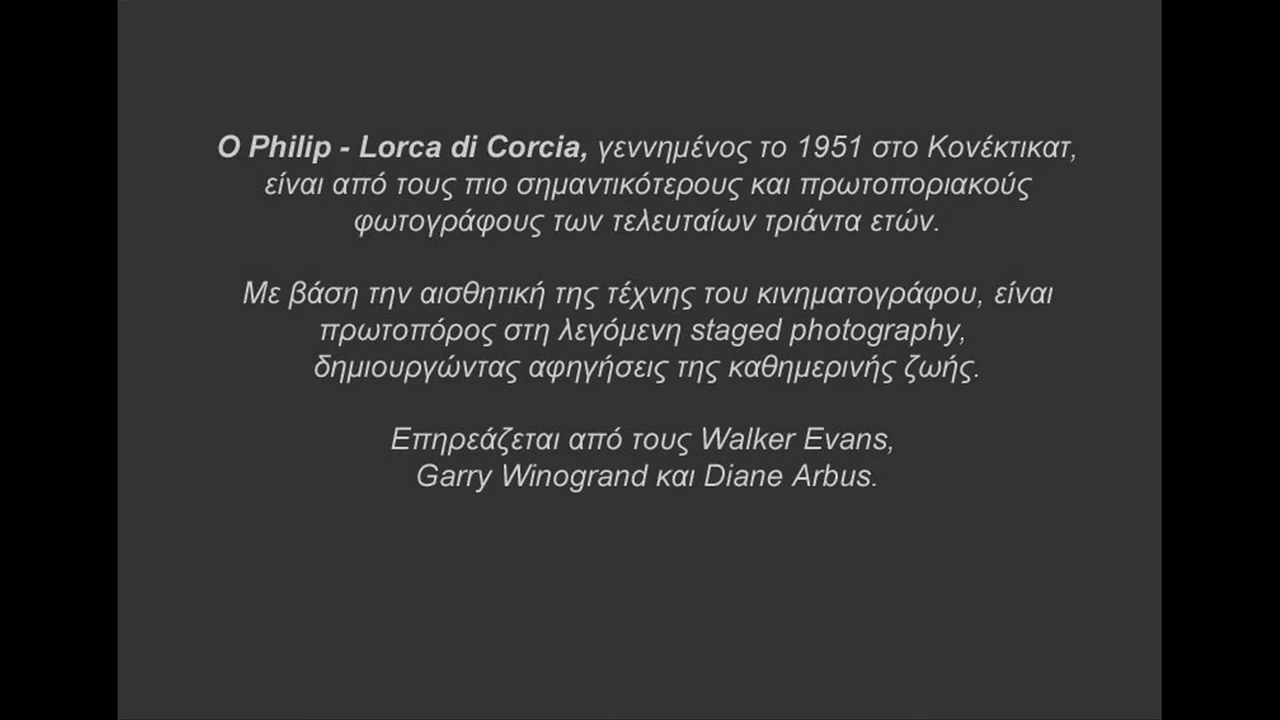 Ο Philip - Lorca di Corcia, γεννημένος το 1951 στο Κονέκτικατ,
είναι από τους πιο σημαντικότερους και πρωτοποριακούς
φωτογράφους των τελευταίων τριάντα ετών.
Με βάση την αισθητική της τέχνης του κινηματογράφου, είναι
πρωτοπόρος στη λεγόμενη staged photography,
δημιουργώντας αφηγήσεις της καθημερινής ζωής.
Επηρεάζεται από τους Walker Evans,
Garry Winogrand και Diane Arbus.